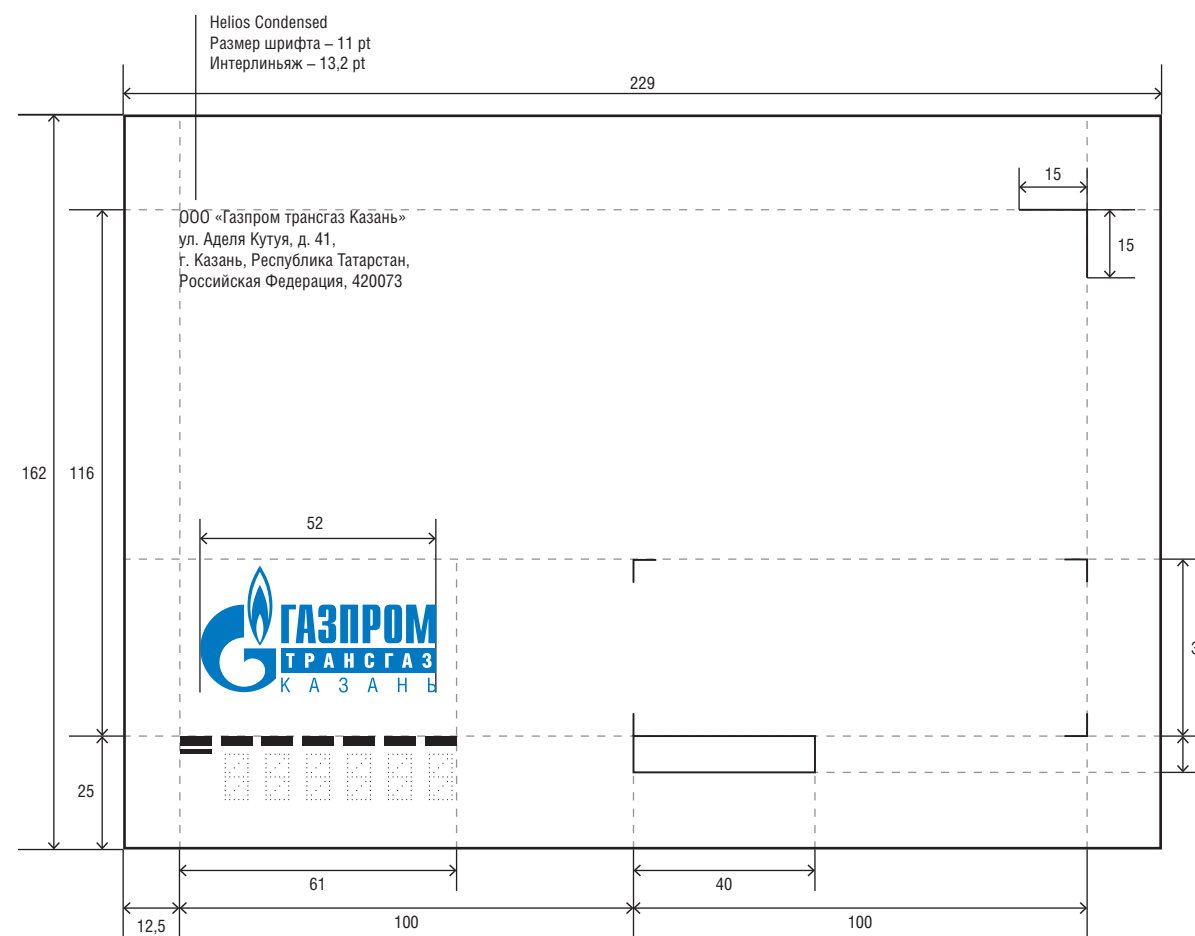 Helios Condensed
Размер шрифта – 11 pt
Интерлиньяж – 13,2 pt
229
15
ООО «Газпром трансгаз Казань»
ул. Аделя Кутуя, д. 41,
г. Казань, Республика Татарстан,
Российская Федерация, 420073
15
162
116
52
ГАЗПРОМ
ТРАНСГАЗ
КАЗАНЬ
25
61
40
12,5
100
100